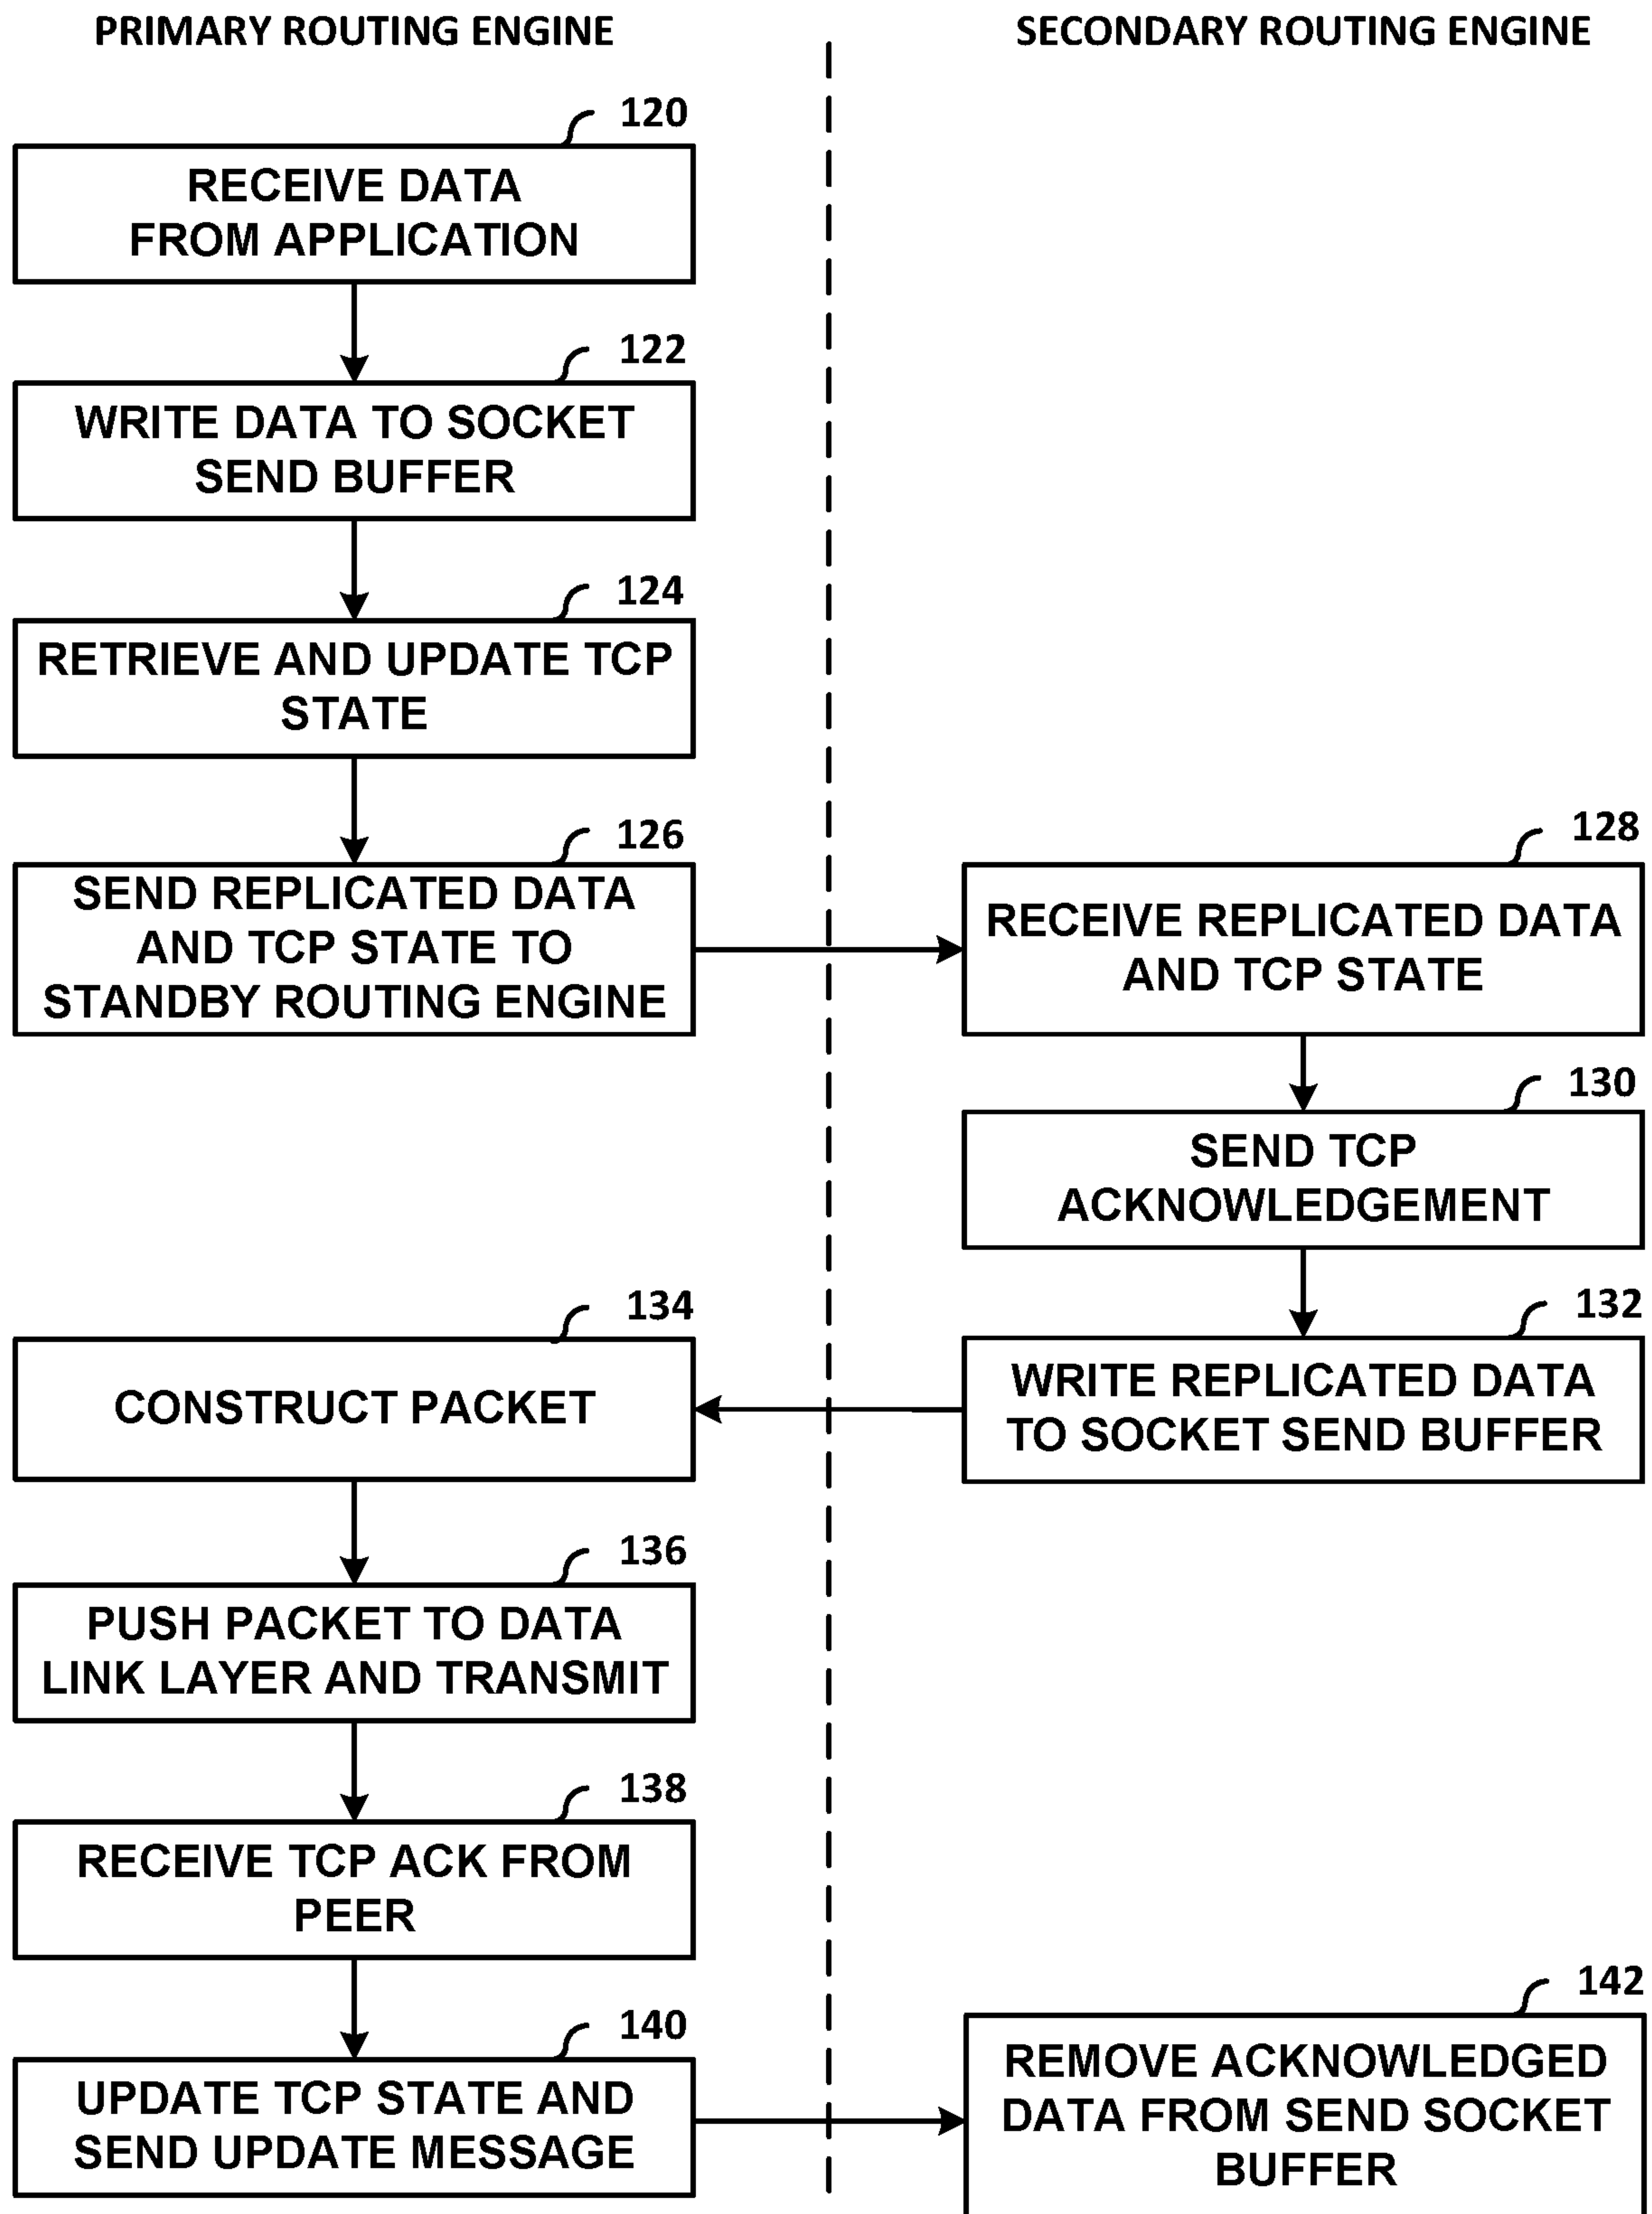 PRIMARY ROUTING ENGINE
SECONDARY ROUTING ENGINE
120
RECEIVE DATA
FROM APPLICATION
122
WRITE DATA TO SOCKET
SEND BUFFER
124
RETRIEVE AND UPDATE TCP
STATE
126
SEND REPLICATED DATA
AND TCP STATE TO
STANDBY ROUTING ENGINE
128
RECEIVE REPLICATED DATA
AND TCP STATE
130
SEND TCP
ACKNOWLEDGEMENT
132
WRITE REPLICATED DATA
TO SOCKET SEND BUFFER
134
CONSTRUCT PACKET
136
PUSH PACKET TO DATA
LINK LAYER AND TRANSMIT
138
RECEIVE TCP ACK FROM
PEER
140
UPDATE TCP STATE AND
SEND UPDATE MESSAGE
142
REMOVE ACKNOWLEDGED
DATA FROM SEND SOCKET
BUFFER